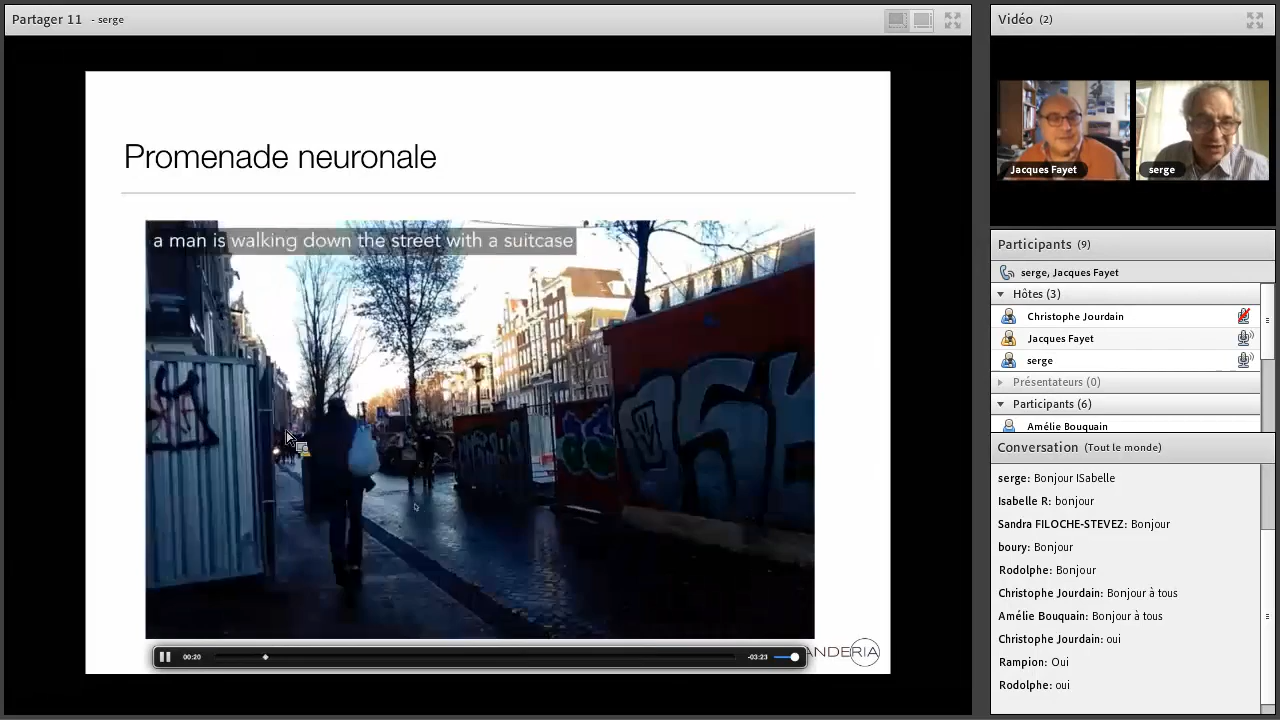 Partager 11 - serge
Promenade neuronale
a man is walking down the street with a suitcase
00:20
-03:23
ANDERIA
Vidéo (2)
Jacques Fayet
serge
Participants (9)
serge, Jacques Fayet
Hôtes (3)
Christophe Jourdain
Jacques Fayet
serge
Présentateurs (0)
Participants (6)
Amélie Bouquain
Conversation (Tout le monde)
serge: Bonjour ISabelle
Isabelle R: bonjour
Sandra FILOCHE-STEVEZ: Bonjour
boury: Bonjour
Rodolphe: Bonjour
Christophe Jourdain: Bonjour à tous
Amélie Bouquain: Bonjour à tous
Christophe Jourdain: oui
Rampion: Oui
Rodolphe: oui